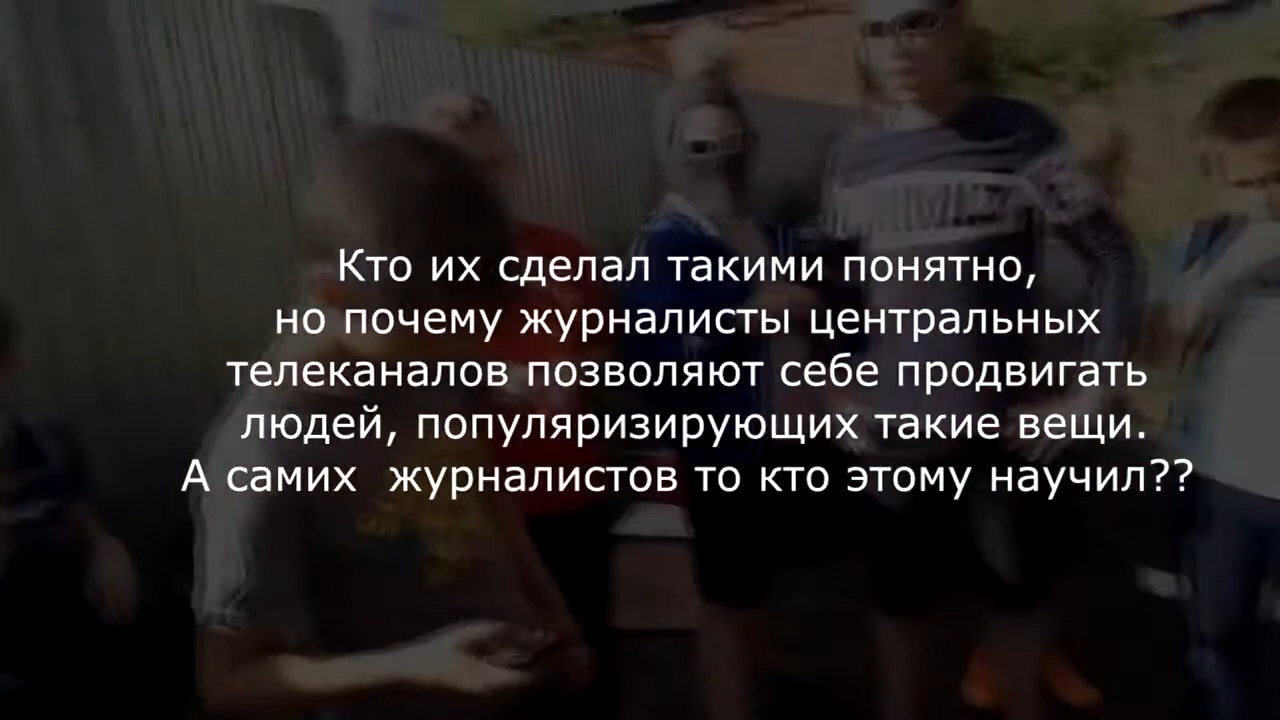 Кто их сделал такими понятно,
но почему журналисты центральных
телеканалов позволяют себе продвигать
людей, популяризирующих такие вещи.
А самих  журналистов то кто этому научил??